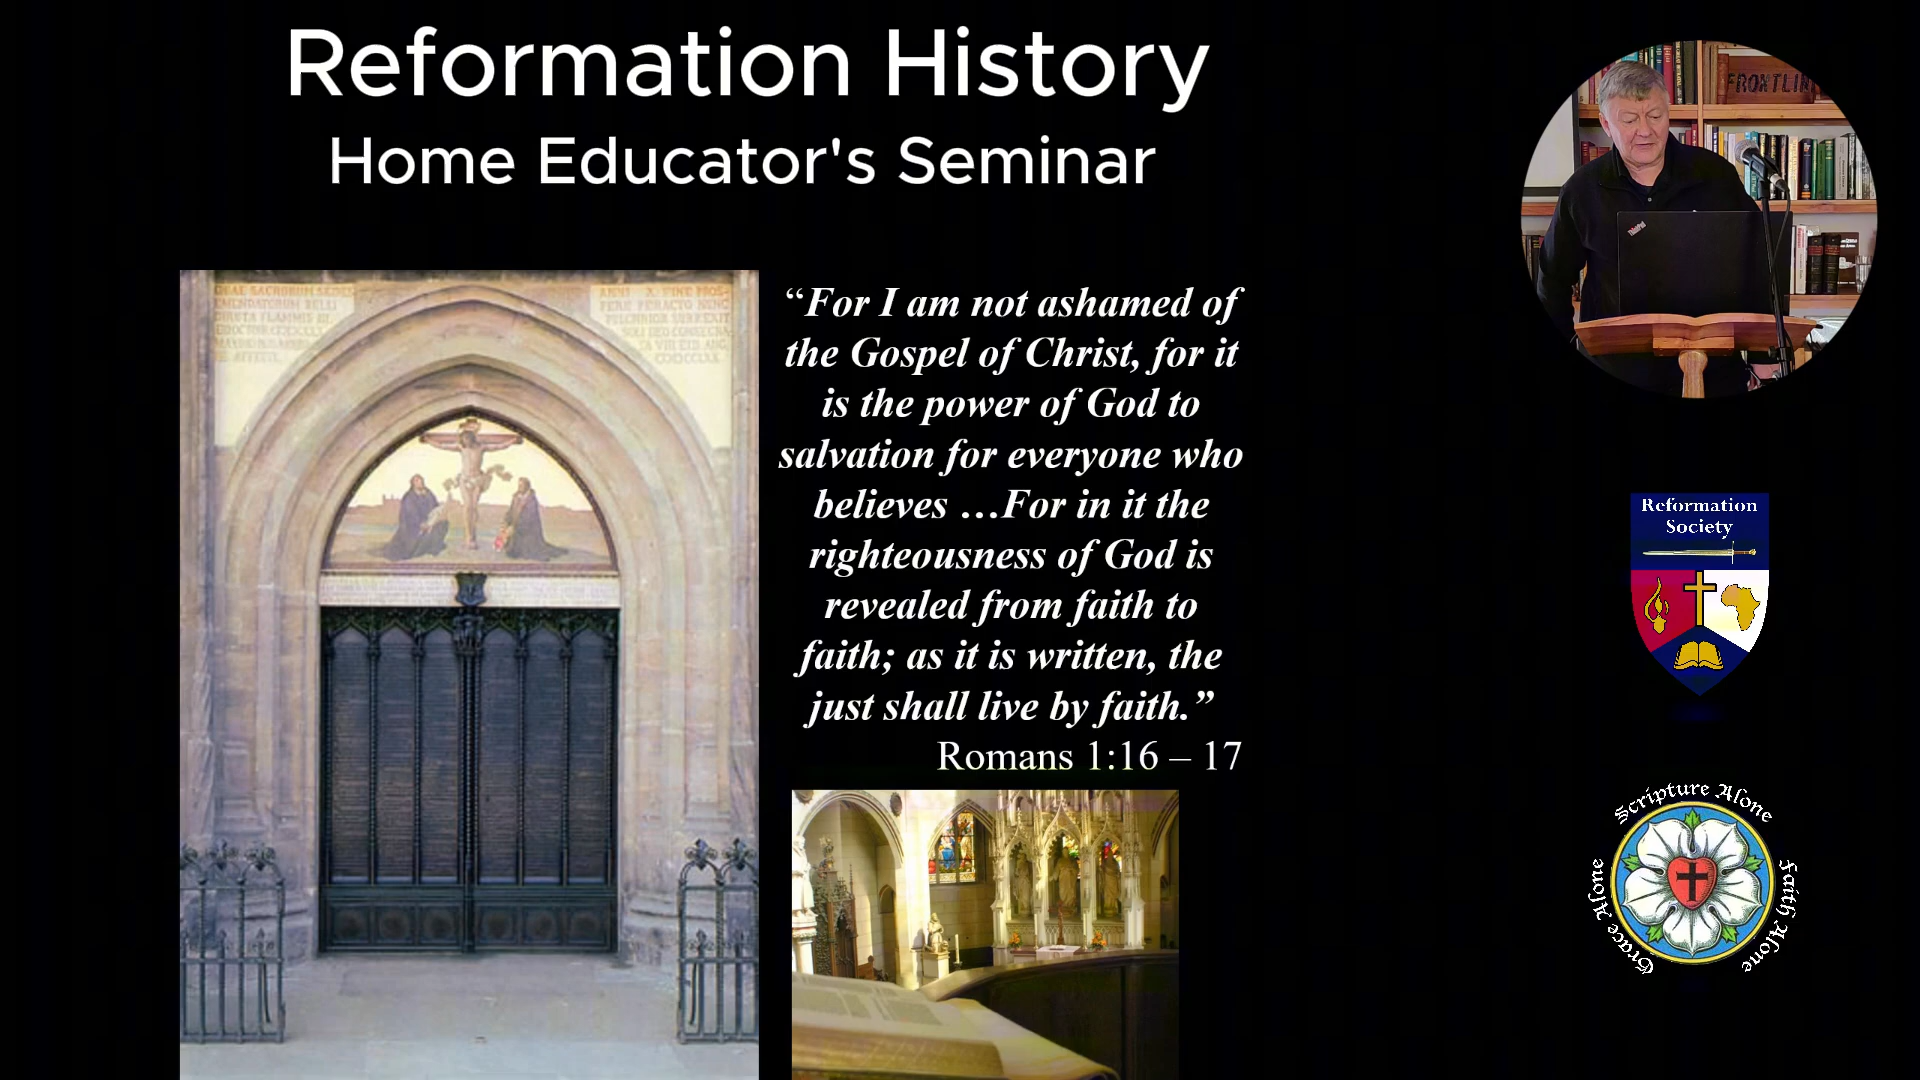 Reformation History
Home Educator's Seminar
FRONTLIN
ThinkPad
“For I am not ashamed of
the Gospel of Christ, for it
is the power of God to
salvation for everyone who
believes …For in it the
righteousness of God is
revealed from faith to
faith; as it is written, the
just shall live by faith.”
Romans 1:16 – 17
Reformation
Society
Scripture Alone
Faith Alone
Grace Alone